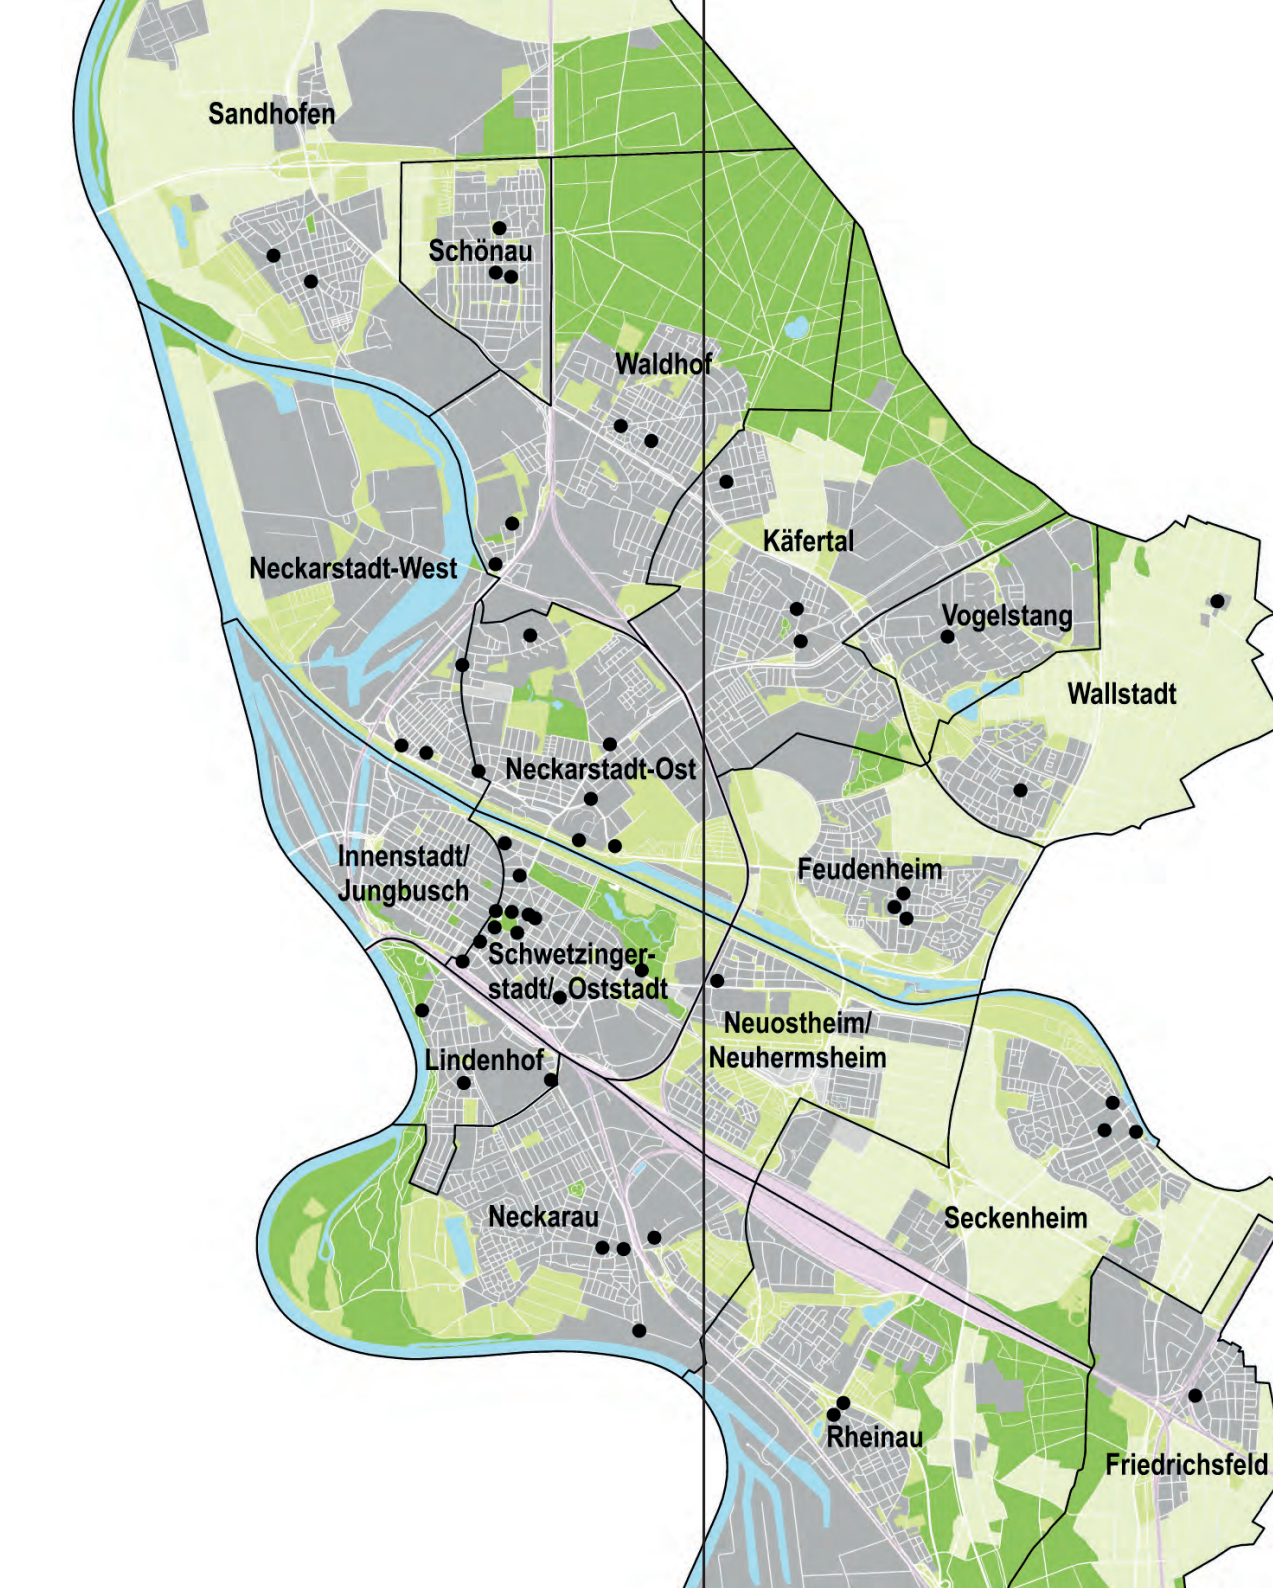 Sandhofen
Schönau
Waldhof
Käfertal
Neckarstadt-West
Vogelstang
Wallstadt
Neckarstadt-Ost
Innenstadt/
Jungbusch
Feudenheim
Schwetzinger-
stadt/ Oststadt
Neuostheim/
Neuhermsheim
Lindenhof
Neckarau
Seckenheim
Rheinau
Friedrichsfeld